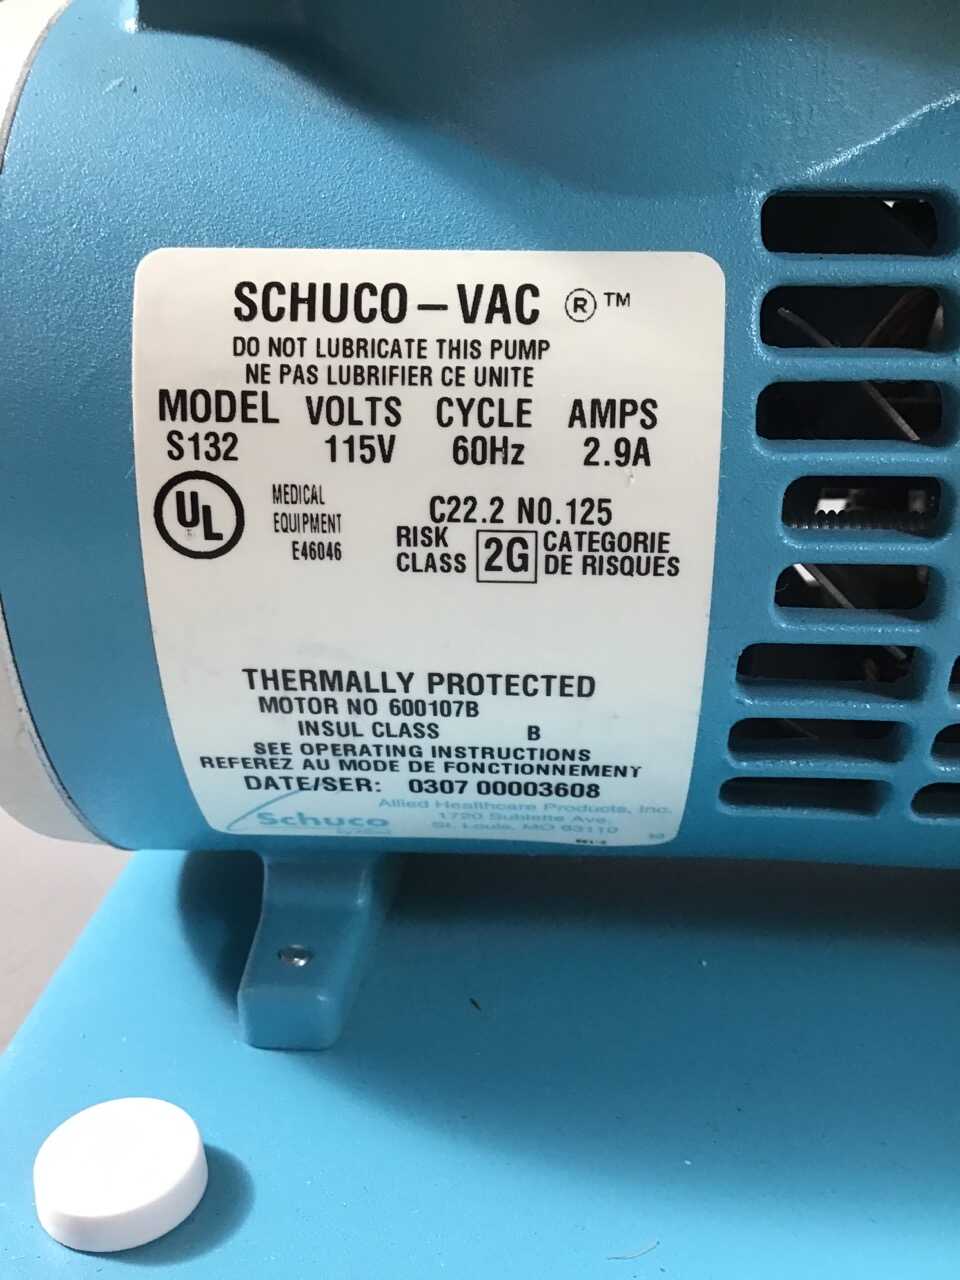 SCHUCO-VAC ® ™
DO NOT LUBRICATE THIS PUMP
NE PAS LUBRIFIER CE UNITE
MODEL VOLTS CYCLE AMPS
S132 115V 60Hz 2.9A
UL
MEDICAL
EQUIPMENT
E46046
C22.2 NO.125
RISK CLASS 2G CATEGORIE DE RISQUES
THERMALLY PROTECTED
MOTOR NO 600107B
INSUL CLASS B
SEE OPERATING INSTRUCTIONS
REFEREZ AU MODE DE FONCTIONNEMENT
DATE/SER: 0307 00003608
Schuco
Allied Healthcare Products, Inc.
1720 Sublette Ave.
St. Louis, MO 63110